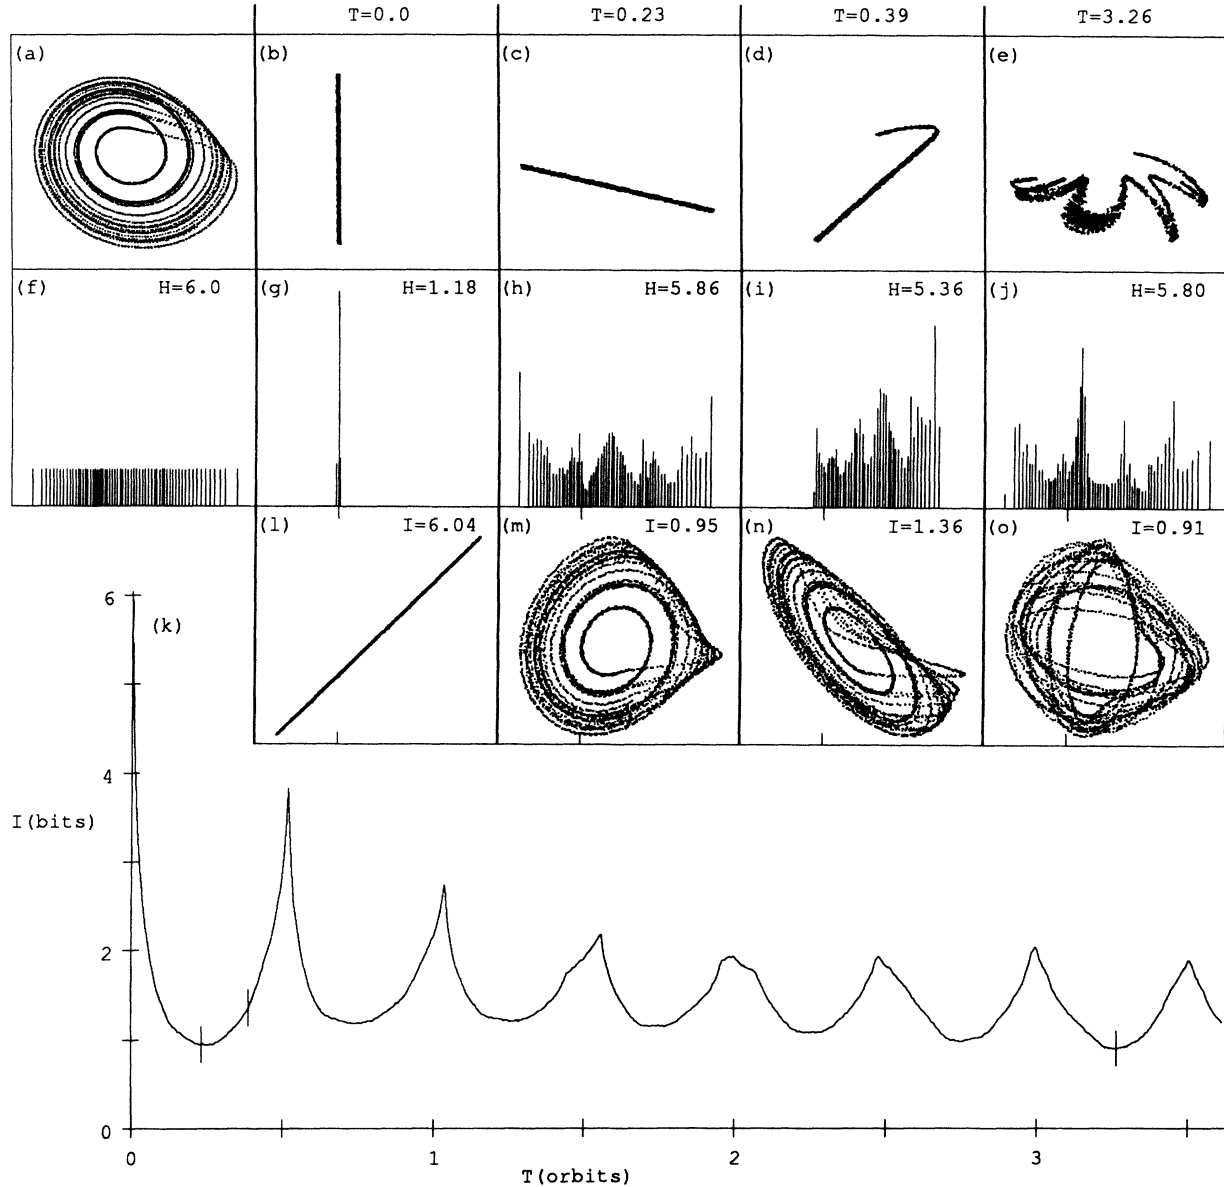 T=0.0 T=0.23 T=0.39 T=3.26
(a) (b) (c) (d) (e)
(f) H=6.0 (g) H=1.18 (h) H=5.86 (i) H=5.36 (j) H=5.80
(l) I=6.04 (m) I=0.95 (n) I=1.36 (o) I=0.91
6
(k)
4
I(bits)
2
0
0 1 2 3
T(orbits)